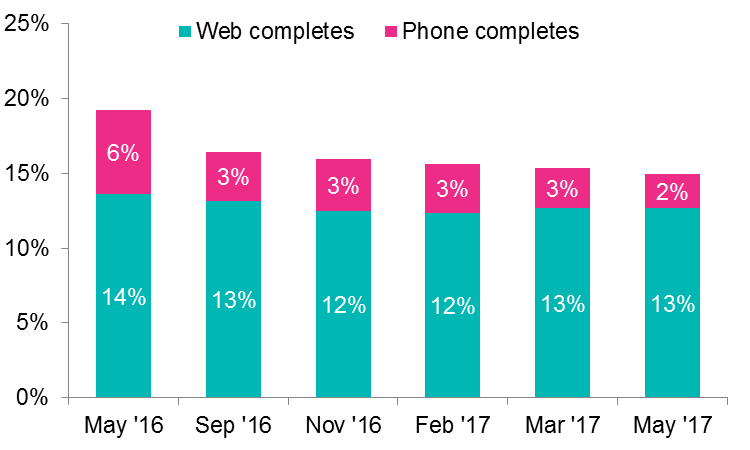 25%
Web completes Phone completes
20%
6%
15%
3% 3% 3% 3% 2%
10%
14% 13% 12% 12% 13% 13%
5%
0%
May '16 Sep '16 Nov '16 Feb '17 Mar '17 May '17